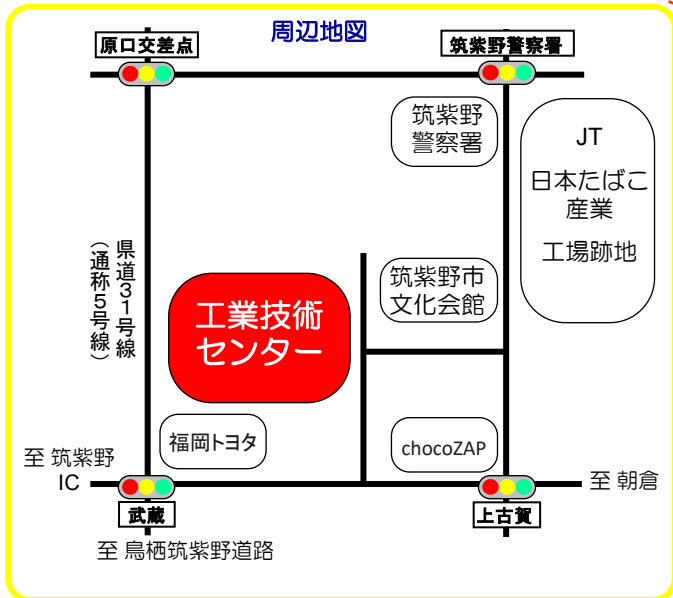 周辺地図
原口交差点
筑紫野警察署
筑紫野
警察署
JT
日本たばこ
産業
工場跡地
県道31号線
(通称5号線)
工業技術
センター
筑紫野市
文化会館
福岡トヨタ
chocoZAP
至 筑紫野
IC
至 朝倉
武蔵
上古賀
至 鳥栖筑紫野道路